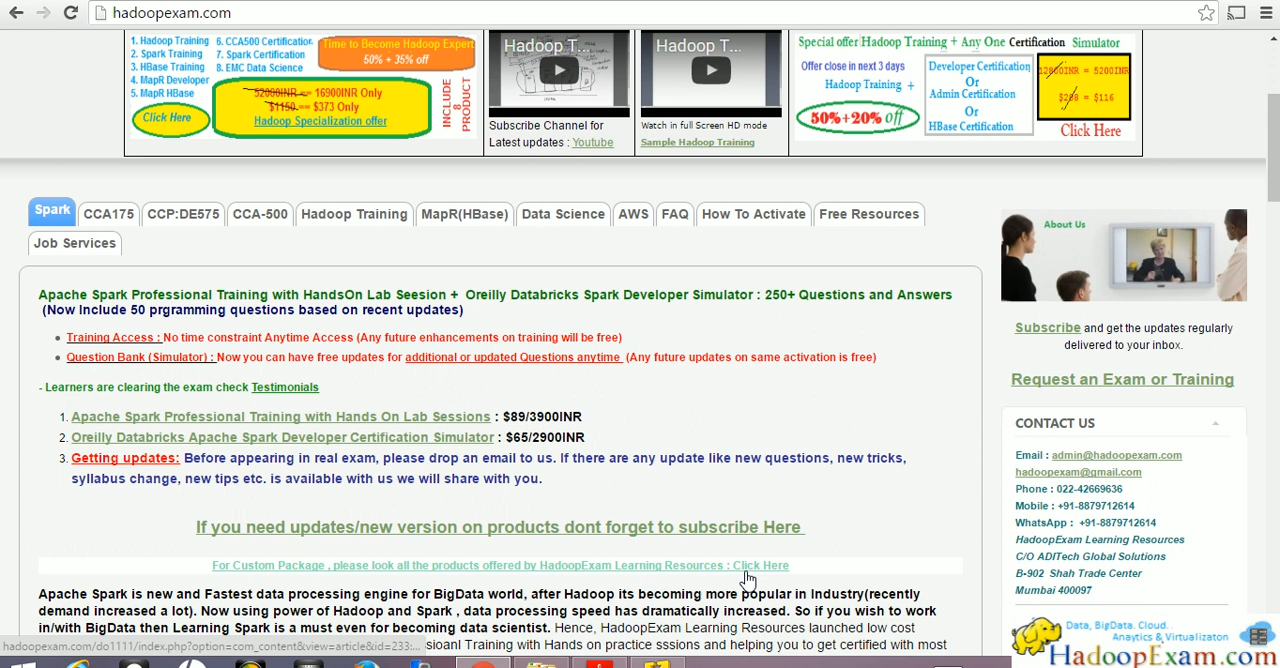 hadoopexam.com
1. Hadoop Training
2. Spark Training
3. HBase Training
4. MapR Developer
5. MapR HBase
6. CCA500 Certification
7. Spark Certification
8. EMC Data Science
Time to Become Hadoop Expert
50% + 35% off
52000INR == 16900INR Only
$1150 == $373 Only
Hadoop Specialization offer
Click Here
INCLUDE 8 PRODUCT
Hadoop T...
Subscribe Channel for
Latest updates : Youtube
Hadoop T...
Watch in full Screen HD mode
Sample Hadoop Training
Special offer Hadoop Training + Any One Certification Simulator
Offer close in next 3 days
Hadoop Training +
50%+20% off
Developer Certification
Or
Admin Certification
Or
HBase Certification
12800INR = 5200INR
$288 = $116
Click Here
Spark
CCA175
CCP:DE575
CCA-500
Hadoop Training
MapR(HBase)
Data Science
AWS
FAQ
How To Activate
Free Resources
Job Services
Apache Spark Professional Training with HandsOn Lab Seesion + Oreilly Databricks Spark Developer Simulator : 250+ Questions and Answers
(Now Include 50 prgramming questions based on recent updates)
Training Access : No time constraint Anytime Access (Any future enhancements on training will be free)
Question Bank (Simulator) : Now you can have free updates for additional or updated Questions anytime (Any future updates on same activation is free)
- Learners are clearing the exam check Testimonials
1. Apache Spark Professional Training with Hands On Lab Sessions : $89/3900INR
2. Oreilly Databricks Apache Spark Developer Certification Simulator : $65/2900INR
3. Getting updates: Before appearing in real exam, please drop an email to us. If there are any update like new questions, new tricks,
syllabus change, new tips etc. is available with us we will share with you.
If you need updates/new version on products dont forget to subscribe Here
For Custom Package , please look all the products offered by HadoopExam Learning Resources : Click Here
Apache Spark is new and Fastest data processing engine for BigData world, after Hadoop its becoming more popular in Industry(recently
demand increased a lot). Now using power of Hadoop and Spark , data processing speed has dramatically increased. So if you wish to work
in/with BigData then Learning Spark is a must even for becoming data scientist. Hence, HadoopExam Learning Resources launched low cost
sioanl Training with Hands on practice sssions and helping you to get certified with most
hadoopexam.com/do1111/index.php?option=com_content&view=article&id=233:...
About Us
Subscribe and get the updates regularly
delivered to your inbox.
Request an Exam or Training
CONTACT US
Email : admin@hadoopexam.com
hadoopexam@gmail.com
Phone : 022-42669636
Mobile : +91-8879712614
WhatsApp : +91-8879712614
HadoopExam Learning Resources
C/O ADITech Global Solutions
B-902 Shah Trade Center
Mumbai 400097
Data, BigData, Cloud,
Anaytics & Virtualizaton
HadoopExam.com